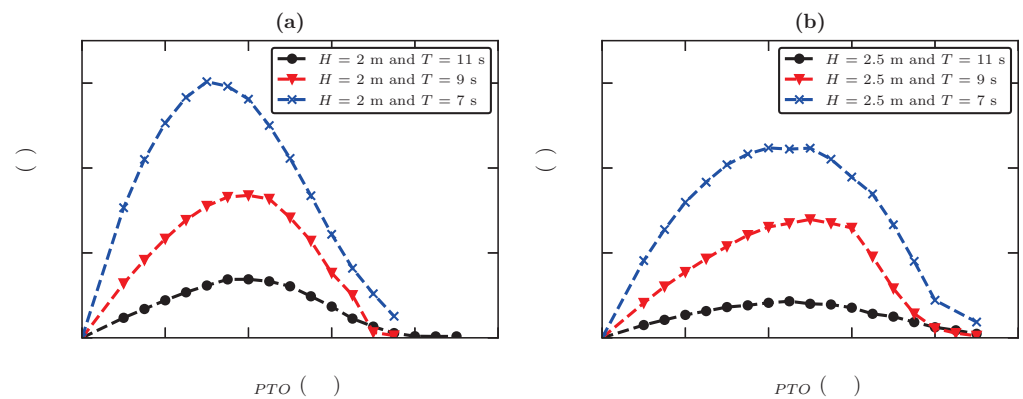 (a)
H = 2 m and T = 11 s
H = 2 m and T = 9 s
H = 2 m and T = 7 s
( )
PTO ( )
(b)
H = 2.5 m and T = 11 s
H = 2.5 m and T = 9 s
H = 2.5 m and T = 7 s
( )
PTO ( )